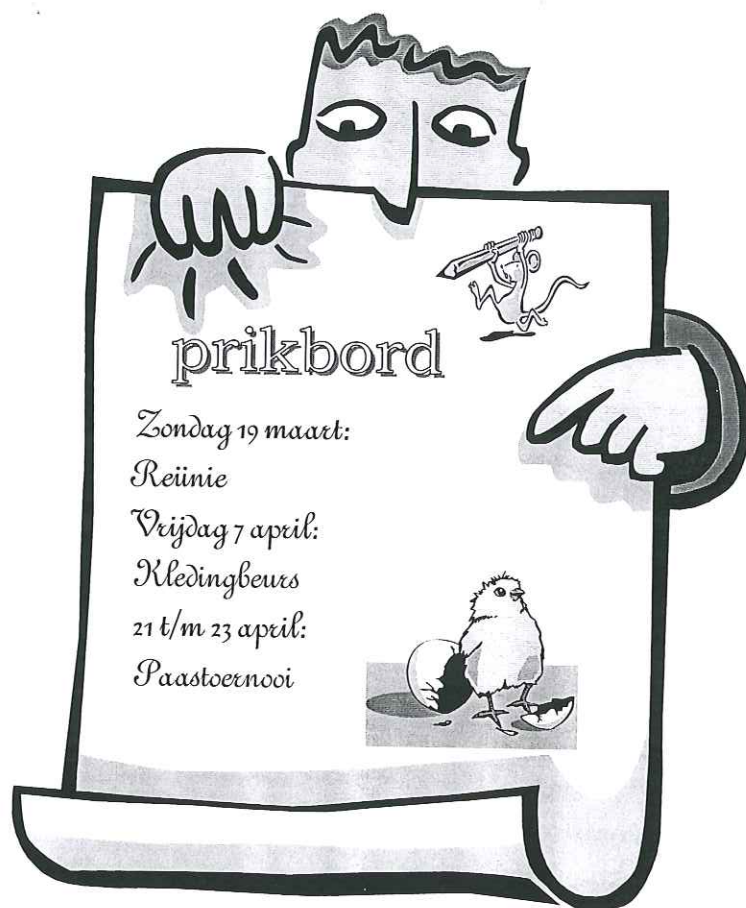 prikbord
Zondag 19 maart:
Reünie
Vrijdag 7 april:
Kledingbeurs
21 t/m 23 april:
Paastoernooi